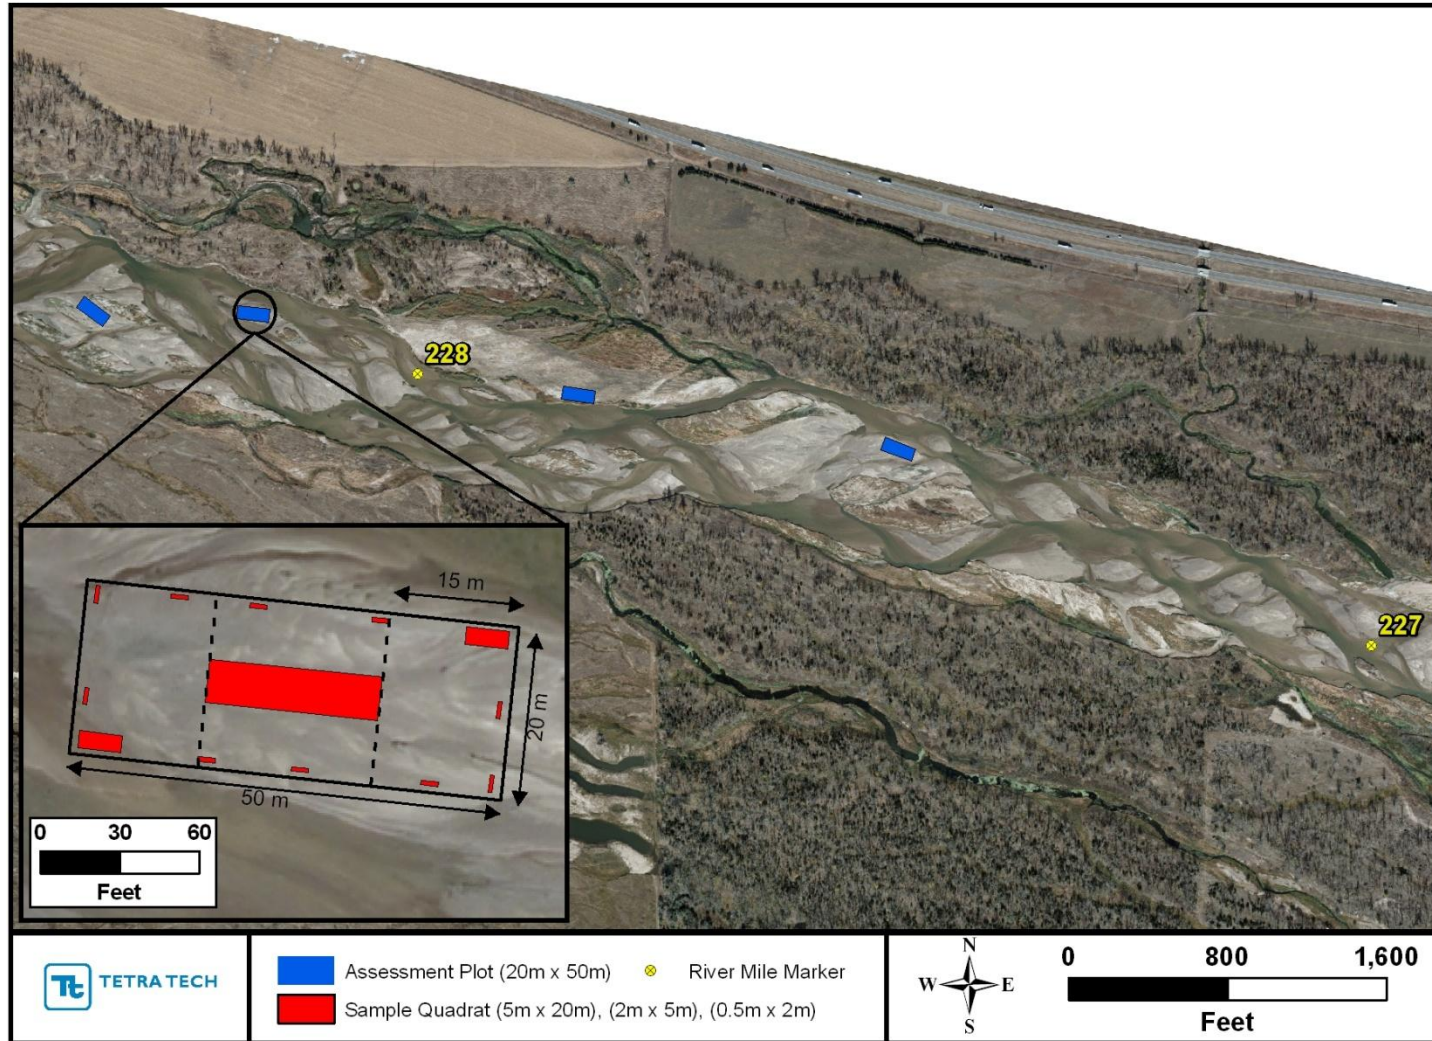 228
227
15 m
20 m
50 m
0 30 60
Feet
Tt TETRA TECH
Assessment Plot (20m x 50m) River Mile Marker
Sample Quadrat (5m x 20m), (2m x 5m), (0.5m x 2m)
N
W E
S
0 800 1,600
Feet